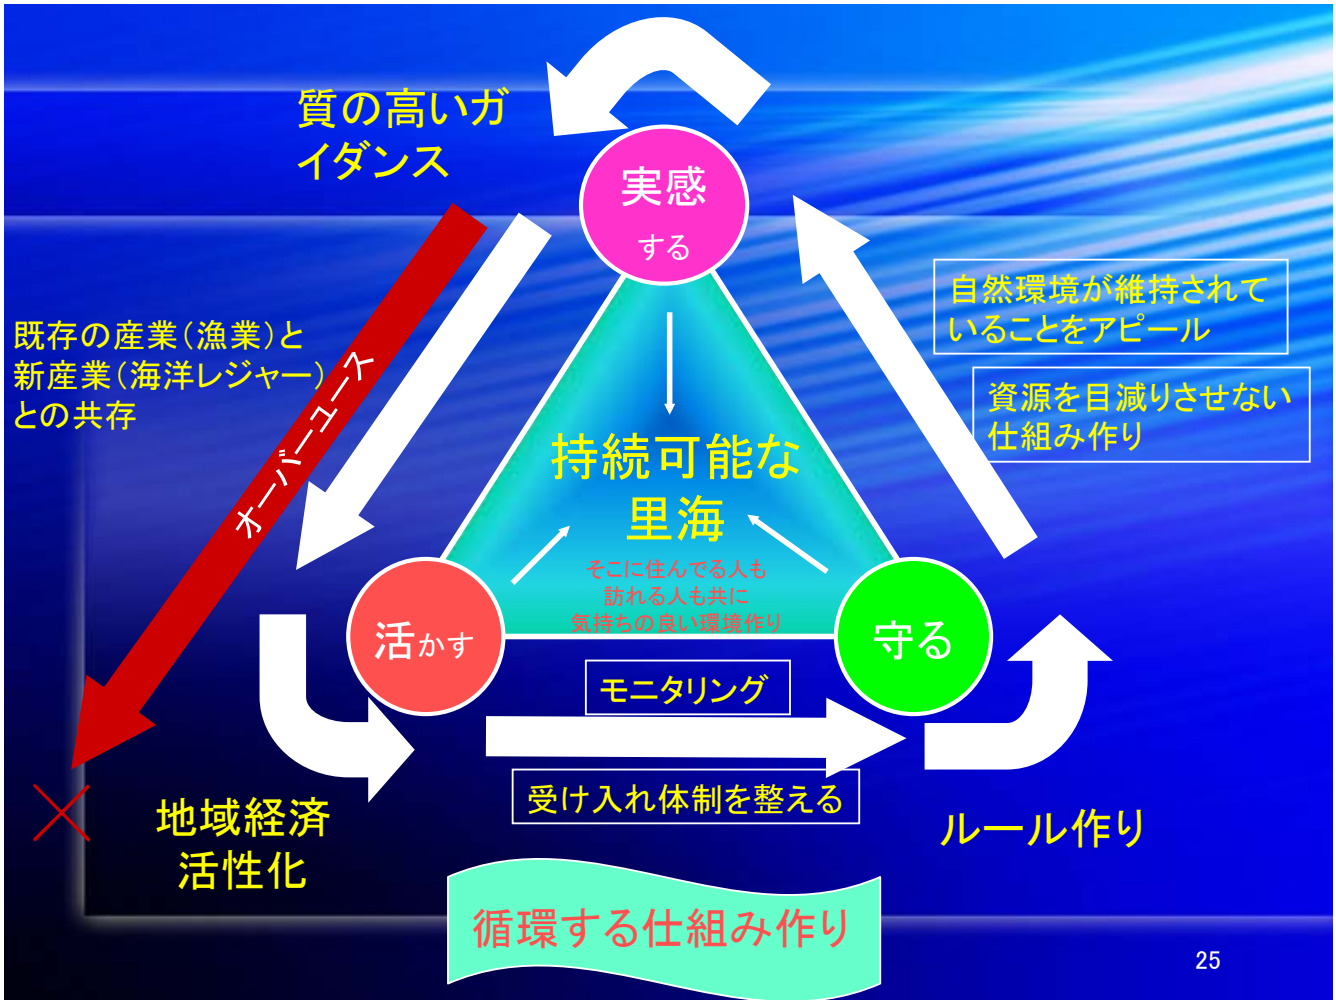 質の高いガ
イダンス
実感
する
自然環境が維持されて
いることをアピール
既存の産業(漁業)と
新産業(海洋レジャー)
との共存
オーバーユース
資源を目減りさせない
仕組み作り
持続可能な
里海
そこに住んでる人も
訪れる人も共に
気持ちの良い環境作り
活かす
守る
モニタリング
受け入れ体制を整える
地域経済
活性化
ルール作り
循環する仕組み作り
25